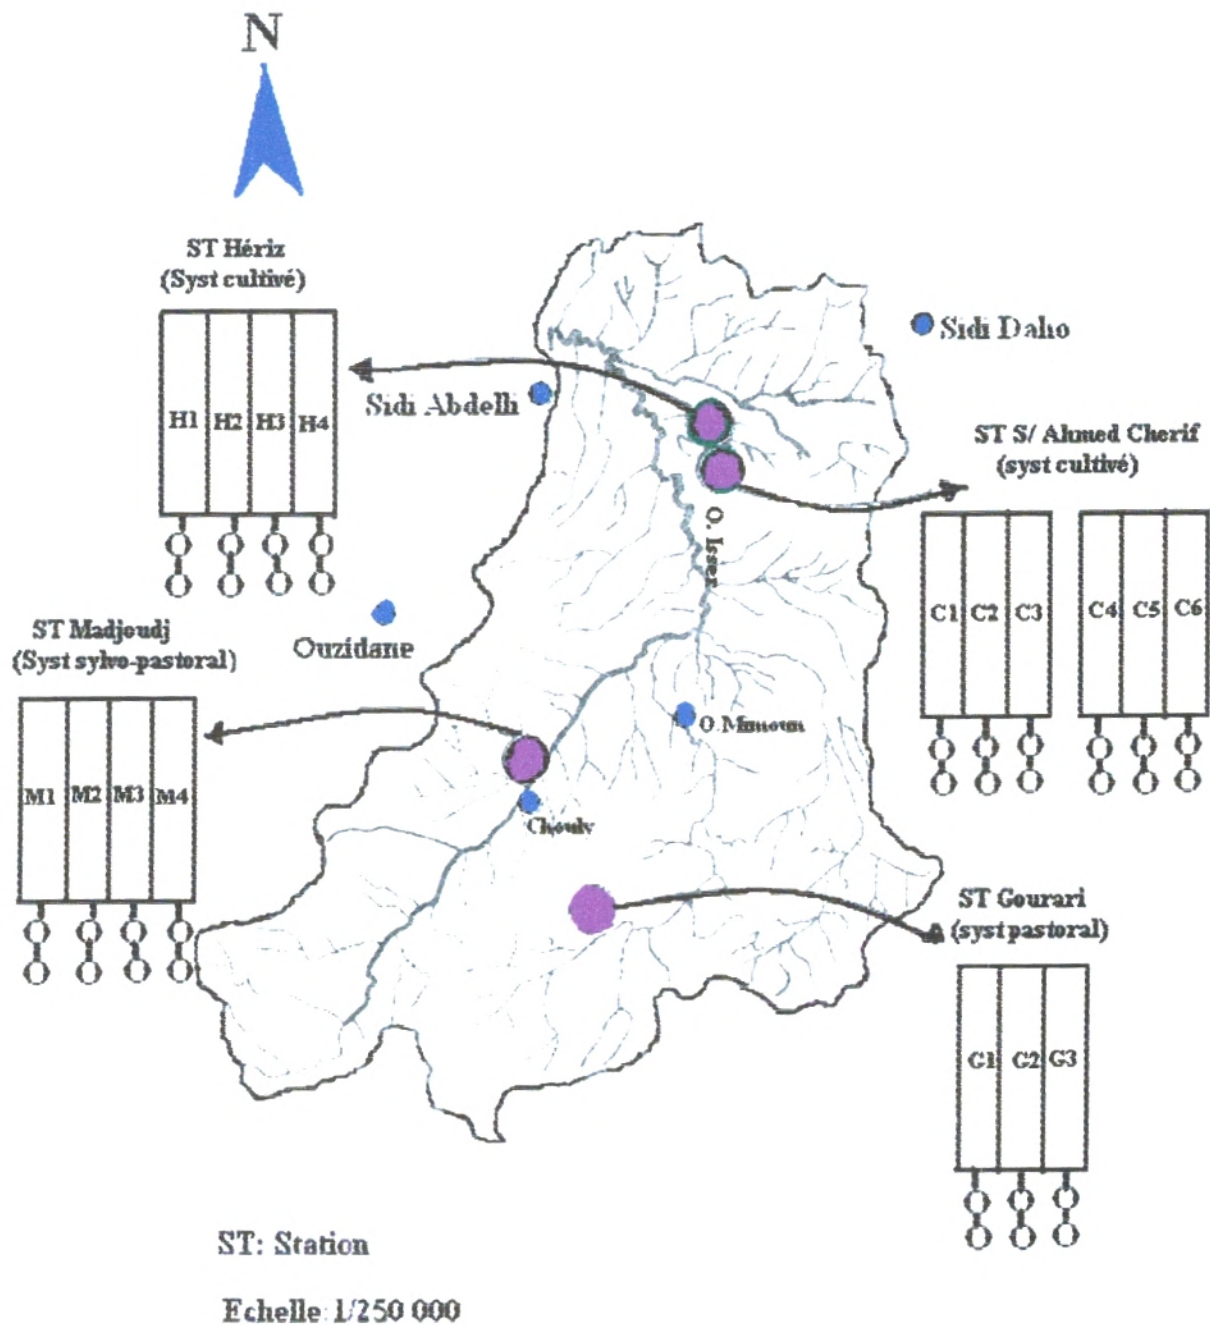 N
ST Hériz
(Syst cultivé)
H1 H2 H3 H4
Sidi Daho
Sidi Abdelli
ST S/ Ahmed Cherif
(syst cultivé)
O. Isser
C1 C2 C3 C4 C5 C6
ST Madjoudj
(Syst sylvo-pastoral)
Ouzidane
O.Mimoun
M1 M2 M3 M4
Chouly
ST Gourari
(syst pastoral)
G1 G2 G3
ST: Station
Echelle: 1/250 000